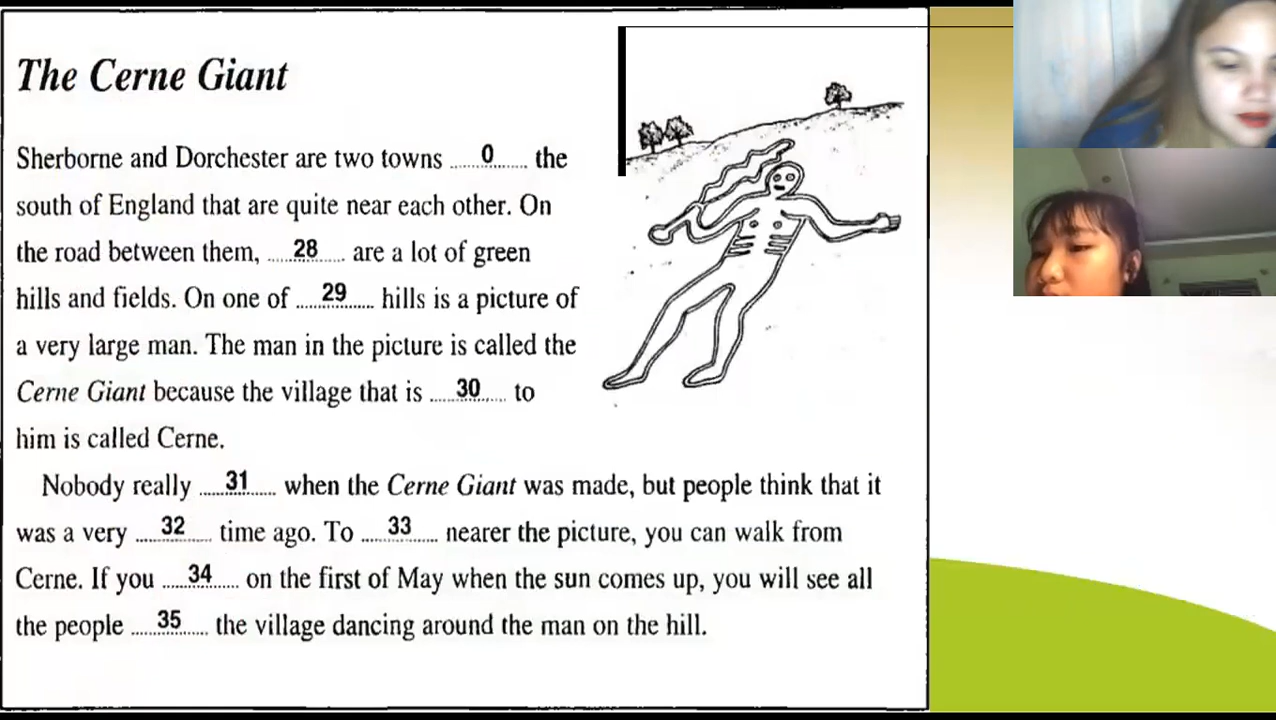 The Cerne Giant
Sherborne and Dorchester are two towns ......0...... the
south of England that are quite near each other. On
the road between them, ......28...... are a lot of green
hills and fields. On one of ......29...... hills is a picture of
a very large man. The man in the picture is called the
Cerne Giant because the village that is ......30...... to
him is called Cerne.
Nobody really ......31...... when the Cerne Giant was made, but people think that it
was a very ......32...... time ago. To ......33...... nearer the picture, you can walk from
Cerne. If you ......34...... on the first of May when the sun comes up, you will see all
the people ......35...... the village dancing around the man on the hill.